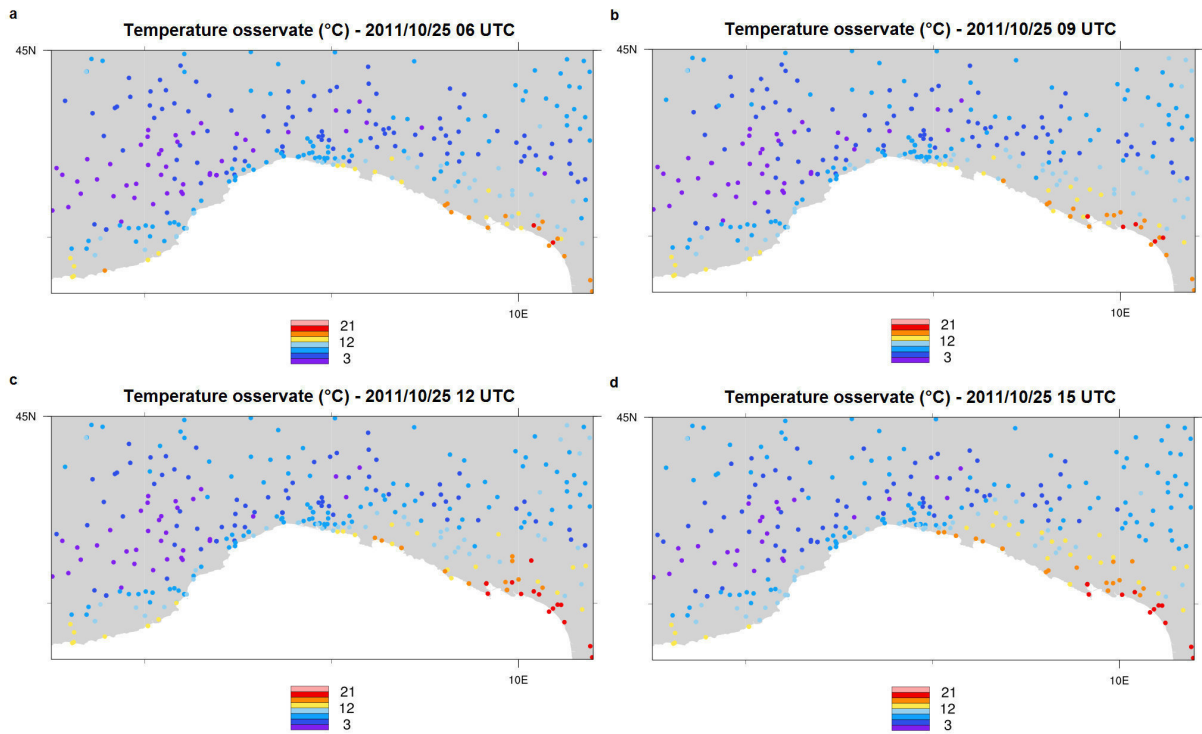 a
Temperature osservate (°C) - 2011/10/25 06 UTC
45N
10E
21
12
3
b
Temperature osservate (°C) - 2011/10/25 09 UTC
45N
10E
21
12
3
c
Temperature osservate (°C) - 2011/10/25 12 UTC
45N
10E
21
12
3
d
Temperature osservate (°C) - 2011/10/25 15 UTC
45N
10E
21
12
3